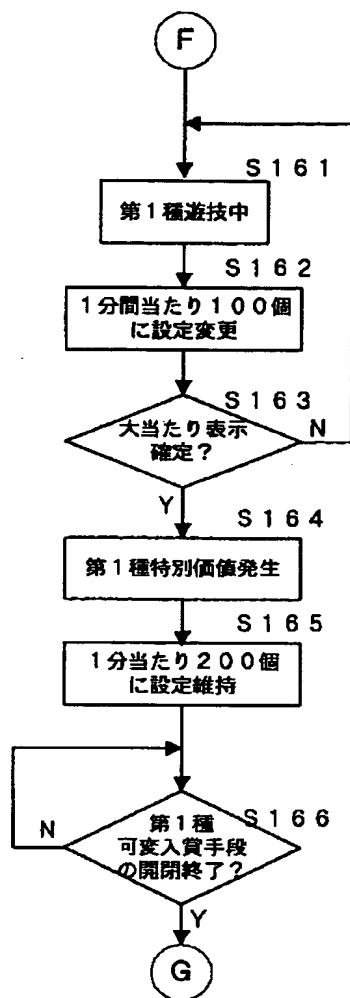 F
S161
第1種遊技中
S162
1分間当たり100個
に設定変更
S163
大当たり表示
確定?
N
Y
S164
第1種特別価値発生
S165
1分当たり200個
に設定維持
S166
第1種
可変入賞手段
の開閉終了?
N
Y
G